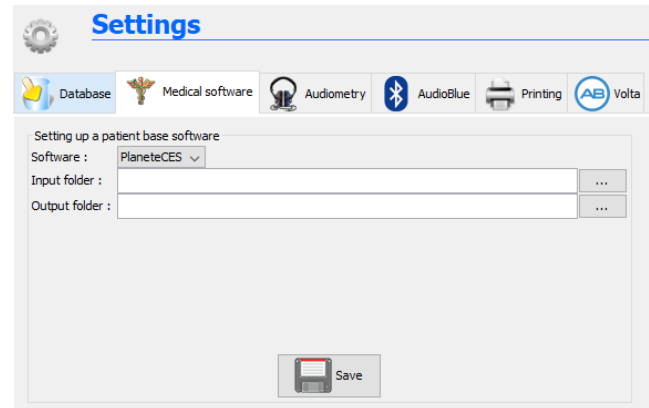 Settings
Database Medical software Audiometry AudioBlue Printing AB Volta
Setting up a patient base software
Software : PlaneteCES
Input folder : ...
Output folder : ...
Save